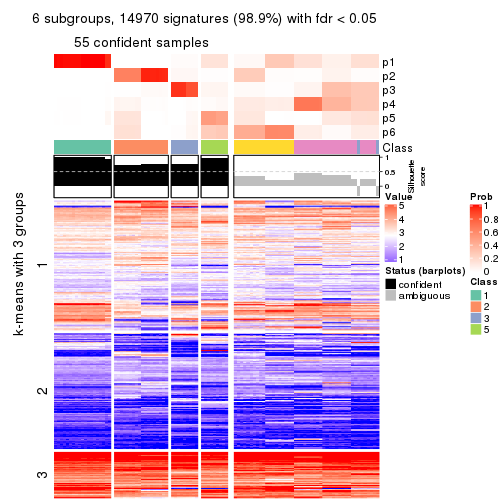 6 subgroups, 14970 signatures (98.9%) with fdr < 0.05
55 confident samples
p1
p2
p3
p4
p5
p6
Class
1
0.5
0
Silhouette
score
k-means with 3 groups
1
2
3
Value
5
4
3
2
1
Status (barplots)
confident
ambiguous
Prob
1
0.8
0.6
0.4
0.2
0
Class
1
2
3
5